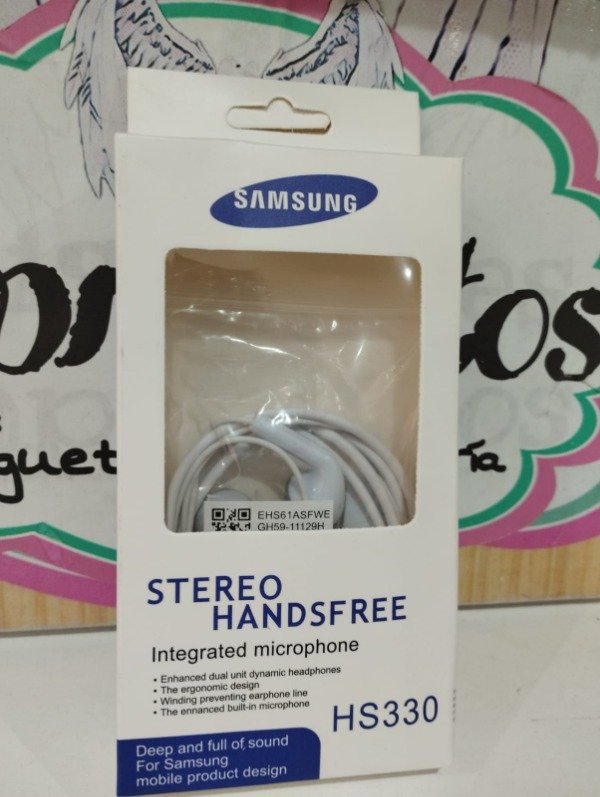 SAMSUNG
EHS61ASFWE
GH59-11129H
STEREO
HANDSFREE
Integrated microphone
• Enhanced dual unit dynamic headphones
• The ergonomic design
• Winding preventing earphone line
• The enhanced built-in microphone
HS330
Deep and full of sound
For Samsung
mobile product design